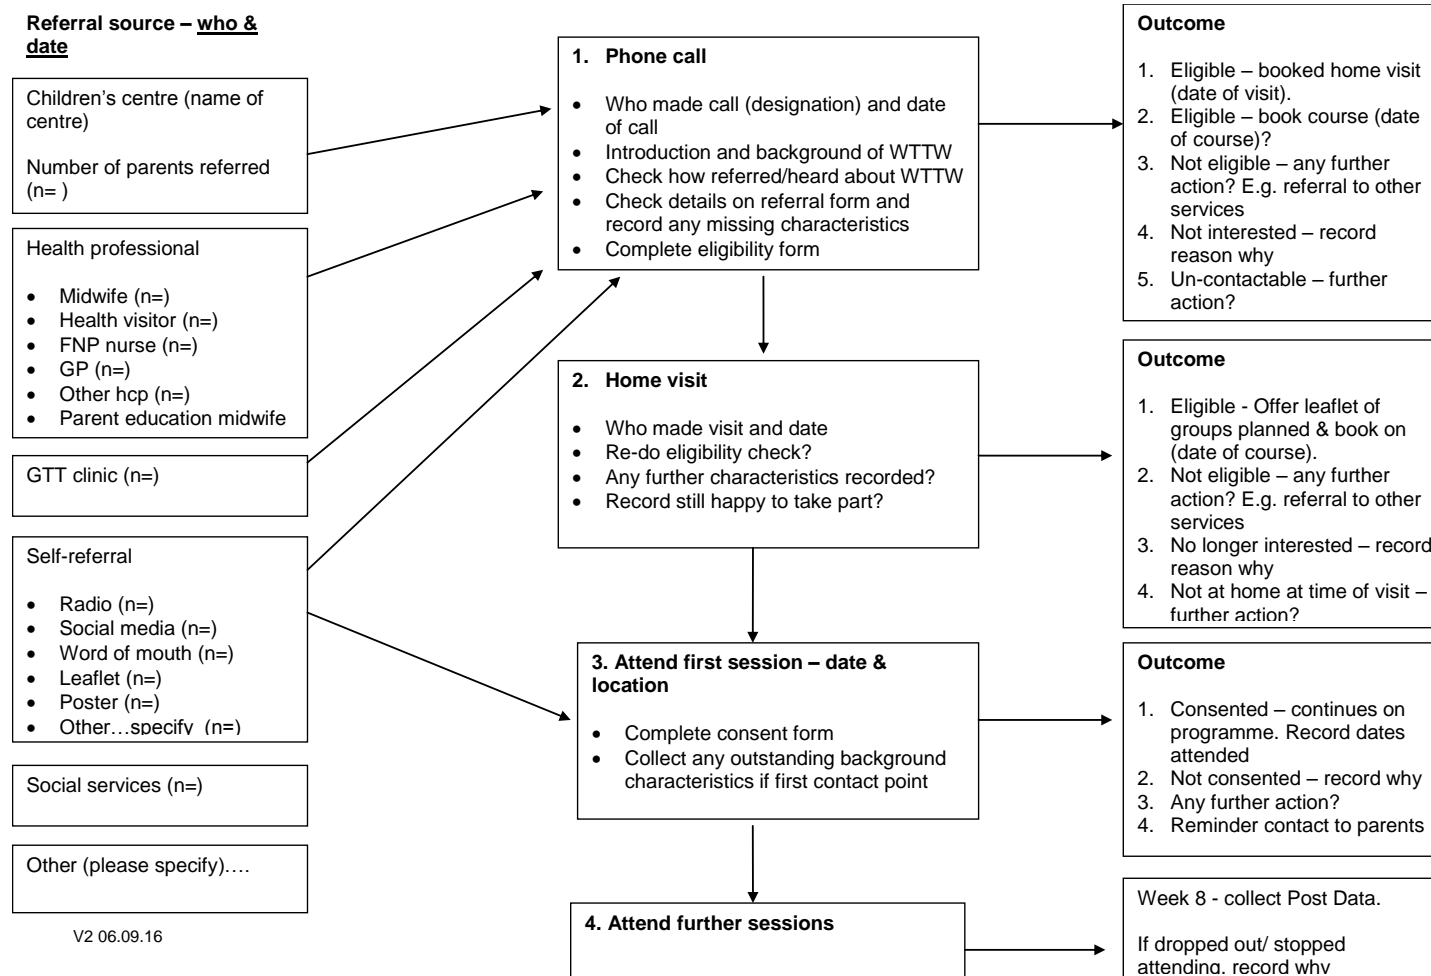 Referral source – who &
date
Children's centre (name of
centre)
Number of parents referred
(n= )
Health professional
• Midwife (n=)
• Health visitor (n=)
• FNP nurse (n=)
• GP (n=)
• Other hcp (n=)
• Parent education midwife
GTT clinic (n=)
Self-referral
• Radio (n=)
• Social media (n=)
• Word of mouth (n=)
• Leaflet (n=)
• Poster (n=)
• Other…specify (n=)
Social services (n=)
Other (please specify)….
V2 06.09.16
1. Phone call
• Who made call (designation) and date
of call
• Introduction and background of WTTW
• Check how referred/heard about WTTW
• Check details on referral form and
record any missing characteristics
• Complete eligibility form
2. Home visit
• Who made visit and date
• Re-do eligibility check?
• Any further characteristics recorded?
• Record still happy to take part?
3. Attend first session – date &
location
• Complete consent form
• Collect any outstanding background
characteristics if first contact point
4. Attend further sessions
Outcome
1. Eligible – booked home visit
(date of visit).
2. Eligible – book course (date
of course)?
3. Not eligible – any further
action? E.g. referral to other
services
4. Not interested – record
reason why
5. Un-contactable – further
action?
Outcome
1. Eligible - Offer leaflet of
groups planned & book on
(date of course).
2. Not eligible – any further
action? E.g. referral to other
services
3. No longer interested – record
reason why
4. Not at home at time of visit –
further action?
Outcome
1. Consented – continues on
programme. Record dates
attended
2. Not consented – record why
3. Any further action?
4. Reminder contact to parents
Week 8 - collect Post Data.
If dropped out/ stopped
attending, record why